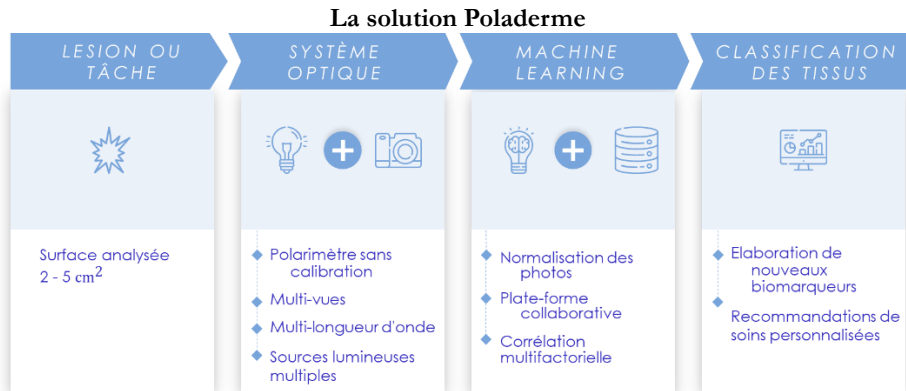 La solution Poladerme
LESION OU
TÂCHE
SYSTÈME
OPTIQUE
MACHINE
LEARNING
CLASSIFICATION
DES TISSUS
Surface analysée
2 - 5 cm²
Polarimètre sans
calibration
Multi-vues
Multi-longueur d'onde
Sources lumineuses
multiples
Normalisation des
photos
Plate-forme
collaborative
Corrélation
multifactorielle
Elaboration de
nouveaux
biomarqueurs
Recommandations de
soins personnalisées